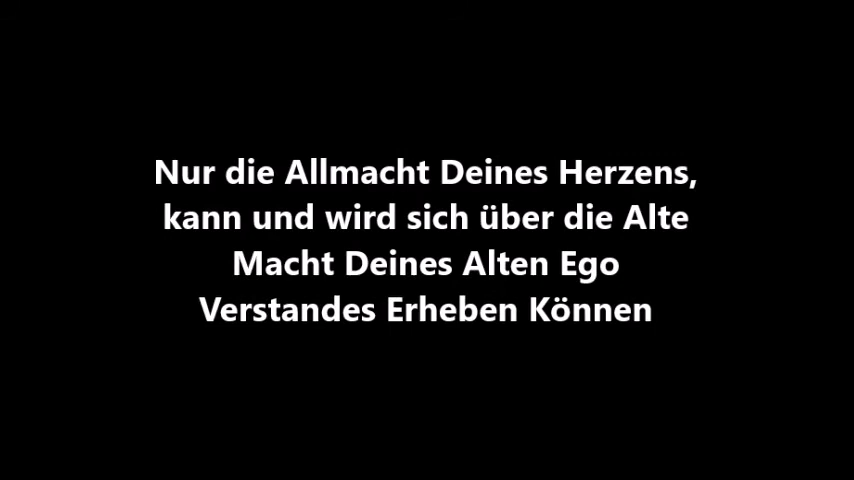 Nur die Allmacht Deines Herzens,
kann und wird sich über die Alte
Macht Deines Alten Ego
Verstandes Erheben Können